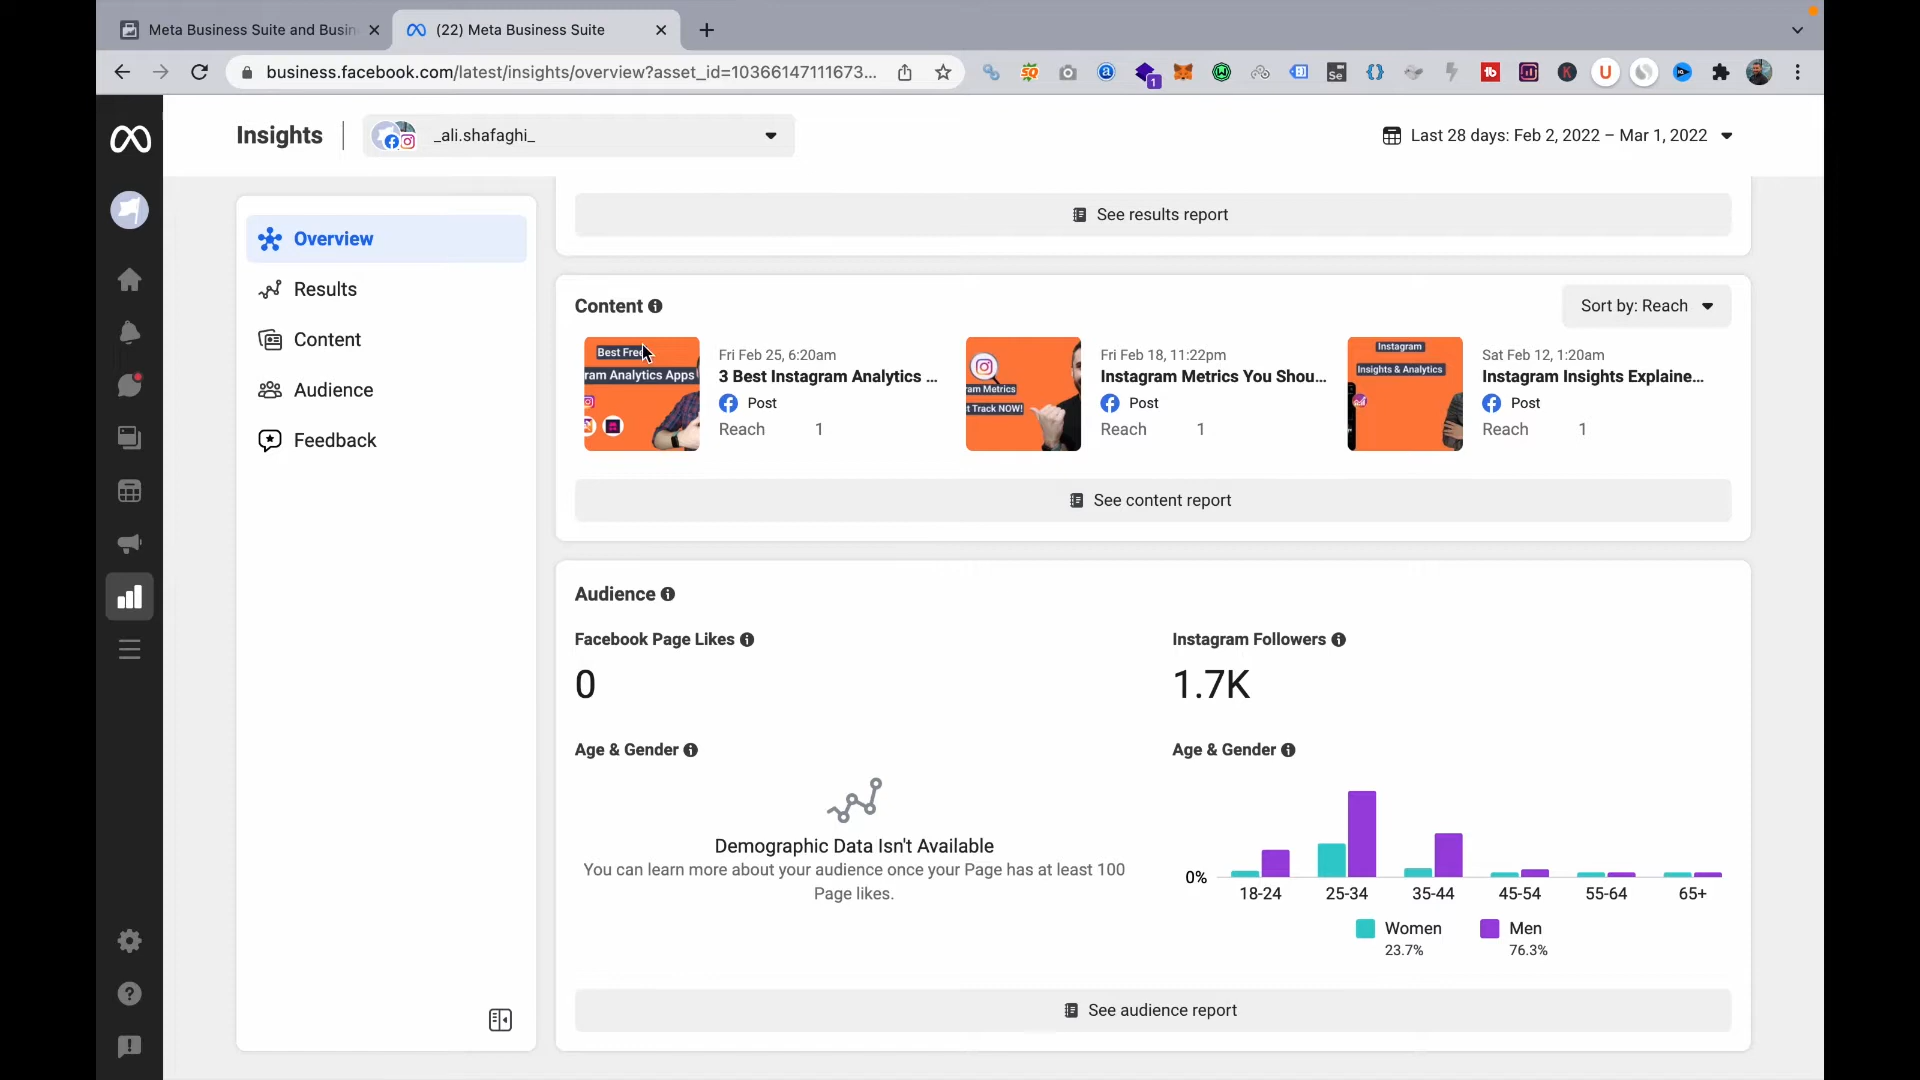 Meta Business Suite and Busin
(22) Meta Business Suite
business.facebook.com/latest/insights/overview?asset_id=10366147111673...
1
Insights
_ali.shafaghi_
Last 28 days: Feb 2, 2022 – Mar 1, 2022
Overview
Results
Content
Audience
Feedback
See results report
Content
Sort by: Reach
Best Free
ram Analytics Apps
Fri Feb 25, 6:20am
3 Best Instagram Analytics ...
Post
Reach 1
am Metrics
t Track NOW!
Fri Feb 18, 11:22pm
Instagram Metrics You Shou...
Post
Reach 1
Instagram
Insights & Analytics
Sat Feb 12, 1:20am
Instagram Insights Explaine...
Post
Reach 1
See content report
Audience
Facebook Page Likes
0
Age & Gender
Demographic Data Isn't Available
You can learn more about your audience once your Page has at least 100
Page likes.
Instagram Followers
1.7K
Age & Gender
0%
18-24 25-34 35-44 45-54 55-64 65+
Women Men
23.7% 76.3%
See audience report